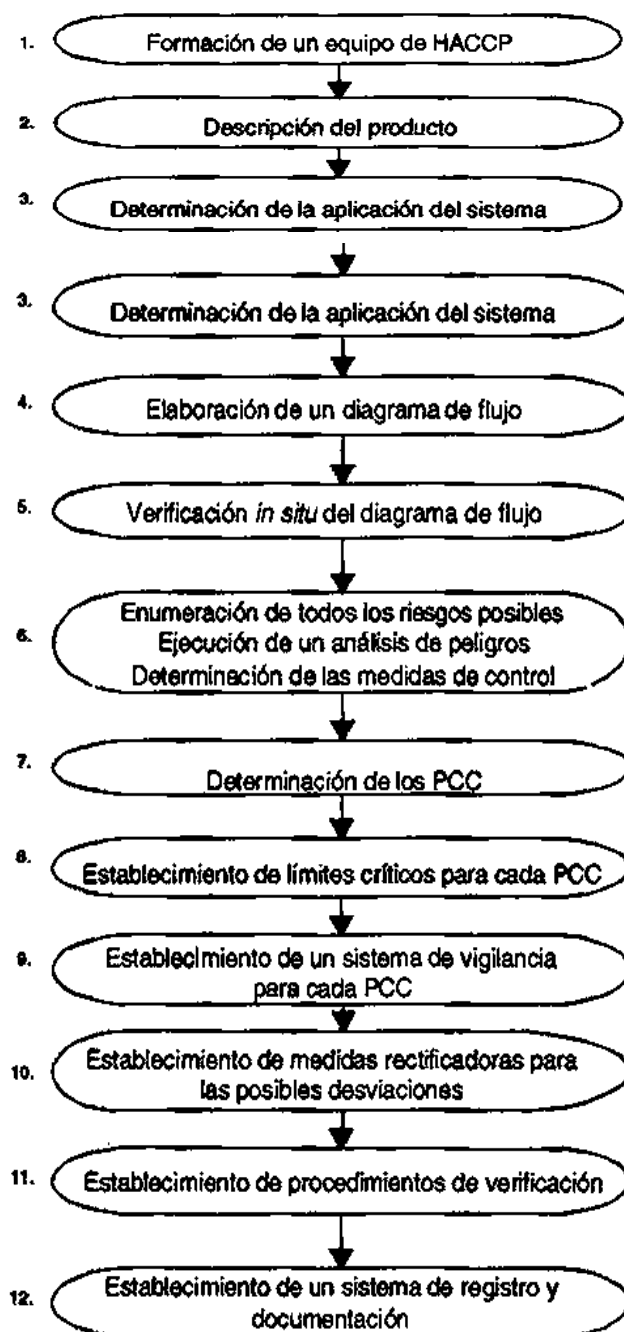 1. Formación de un equipo de HACCP
2. Descripción del producto
3. Determinación de la aplicación del sistema
3. Determinación de la aplicación del sistema
4. Elaboración de un diagrama de flujo
5. Verificación in situ del diagrama de flujo
6. Enumeración de todos los riesgos posibles
Ejecución de un análisis de peligros
Determinación de las medidas de control
7. Determinación de los PCC
8. Establecimiento de límites críticos para cada PCC
9. Establecimiento de un sistema de vigilancia
para cada PCC
10. Establecimiento de medidas rectificadoras para
las posibles desviaciones
11. Establecimiento de procedimientos de verificación
12. Establecimiento de un sistema de registro y
documentación